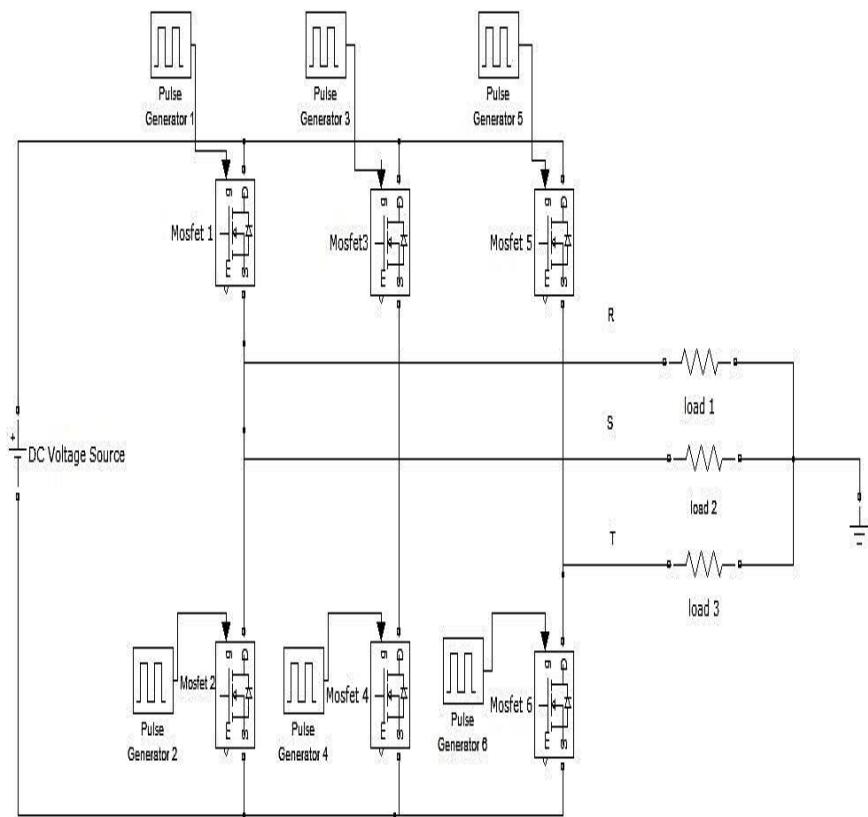 Pulse
Generator 1
Pulse
Generator 3
Pulse
Generator 5
Mosfet 1
Mosfet3
Mosfet 5
R
load 1
+
DC Voltage Source
S
load 2
T
load 3
Mosfet 2
Mosfet 4
Mosfet 6
Pulse
Generator 2
Pulse
Generator 4
Pulse
Generator 6